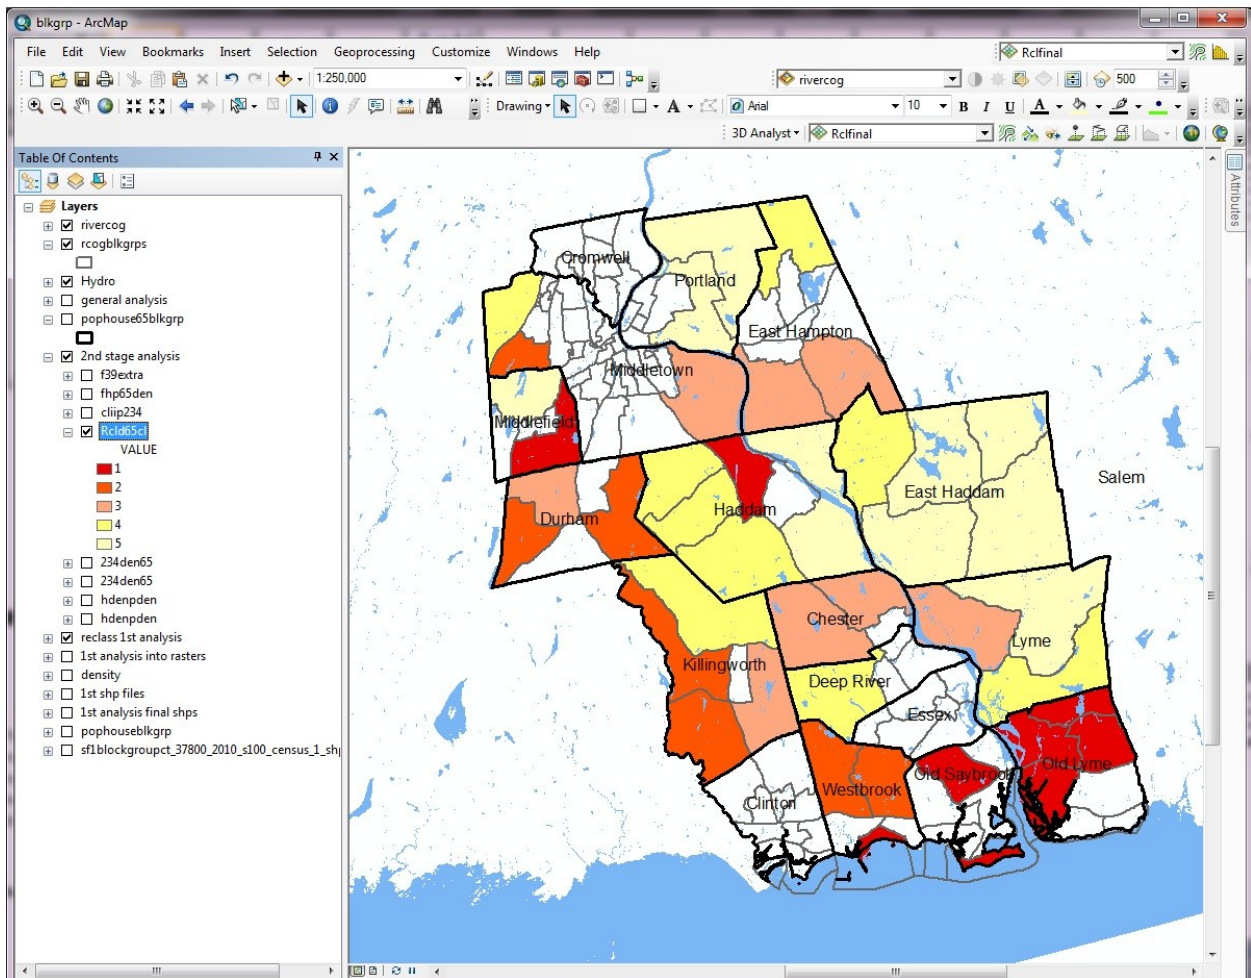 blkgrp - ArcMap
File Edit View Bookmarks Insert Selection Geoprocessing Customize Windows Help
Rclfinal
1:250,000
rivercog
500
Drawing
A
Arial
10
B I U A
3D Analyst
Rclfinal
Table Of Contents
Attributes
Layers
rivercog
rcogblkgrps
Hydro
general analysis
pophouse65blkgrp
2nd stage analysis
f39extra
fhp65den
cliip234
Rcld65cl
VALUE
1
2
3
4
5
234den65
234den65
hdenpden
hdenpden
reclass 1st analysis
1st analysis into rasters
density
1st shp files
1st analysis final shps
pophouseblkgrp
sf1blockgroupct_37800_2010_s100_census_1_shp
Cromwell
Portland
East Hampton
Middletown
Middlefield
Salem
East Haddam
Haddam
Durham
Chester
Lyme
Killingworth
Deep River
Essex
Old Lyme
Old Saybrook
Westbrook
Clinton